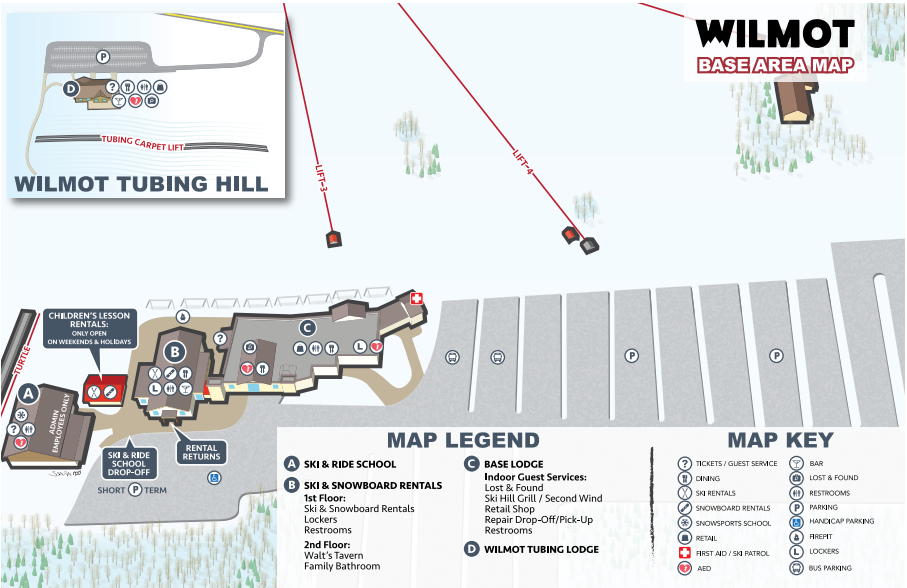 WILMOT
BASE AREA MAP
P
D
?
TUBING CARPET LIFT
WILMOT TUBING HILL
LIFT-3
LIFT-4
CHILDREN'S LESSON
RENTALS:
ONLY OPEN
ON WEEKENDS & HOLIDAYS
TURTLE
A
?
ADMIN
EMPLOYEES ONLY
B
L
?
C
L
P
P
SKI & RIDE
SCHOOL
DROP-OFF
RENTAL
RETURNS
SHORT P TERM
MAP LEGEND
A SKI & RIDE SCHOOL
B SKI & SNOWBOARD RENTALS
1st Floor:
Ski & Snowboard Rentals
Lockers
Restrooms
2nd Floor:
Walt's Tavern
Family Bathroom
C BASE LODGE
Indoor Guest Services:
Lost & Found
Ski Hill Grill / Second Wind
Retail Shop
Repair Drop-Off/Pick-Up
Restrooms
D WILMOT TUBING LODGE
MAP KEY
? TICKETS / GUEST SERVICE
DINING
SKI RENTALS
SNOWBOARD RENTALS
SNOWSPORTS SCHOOL
RETAIL
FIRST AID / SKI PATROL
AED
BAR
LOST & FOUND
RESTROOMS
P PARKING
HANDICAP PARKING
FIREPIT
L LOCKERS
BUS PARKING